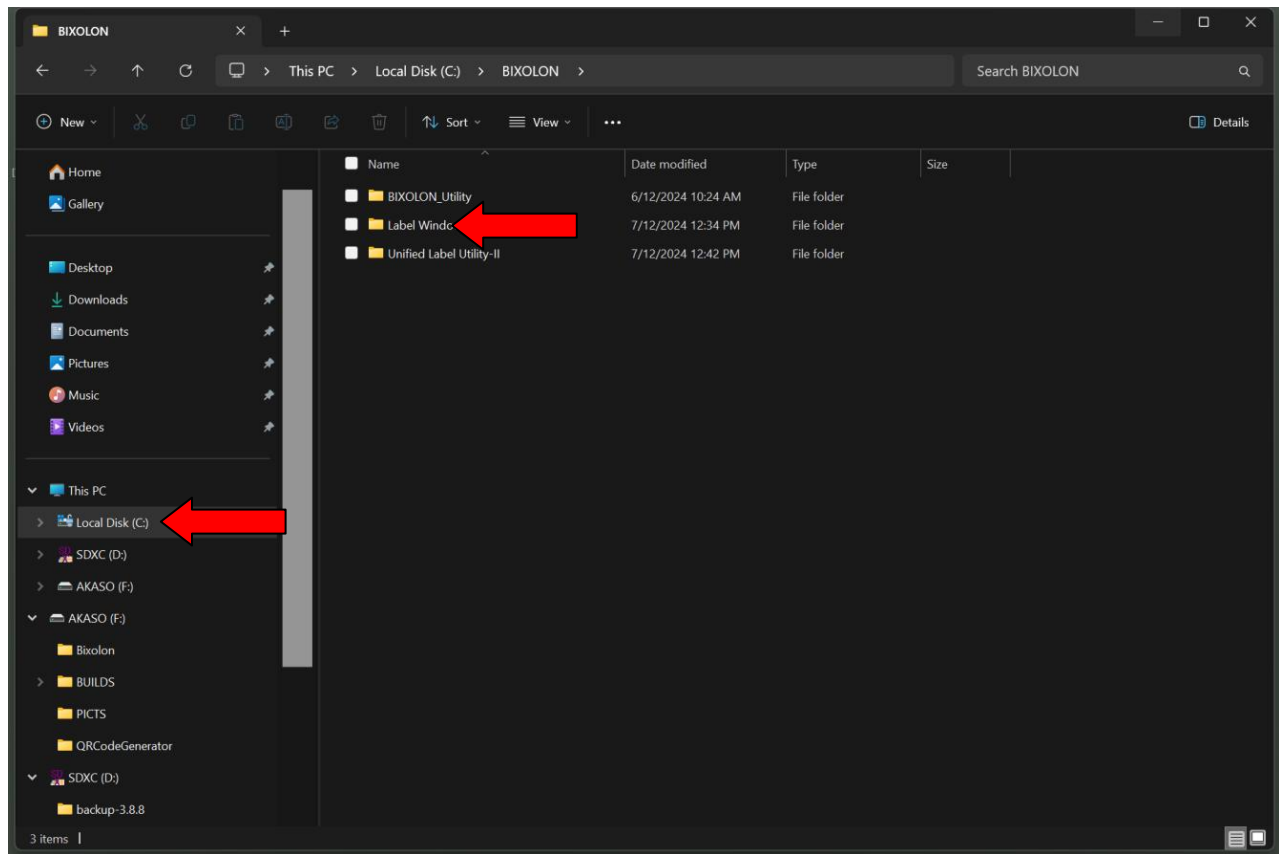 BIXOLON
This PC > Local Disk (C:) > BIXOLON >
Search BIXOLON
New
Sort
View
Details
Name
Date modified
Type
Size
BIXOLON_Utility 6/12/2024 10:24 AM File folder
Label 7/12/2024 12:34 PM File folder
Unified Label Utility-II 7/12/2024 12:42 PM File folder
Home
Gallery
Desktop
Downloads
Documents
Pictures
Music
Videos
This PC
Local Disk (C:)
SDXC (D:)
AKASO (F:)
AKASO (F:)
Bixolon
BUILDS
PICTS
QRCodeGenerator
SDXC (D:)
backup-3.8.8
3 items